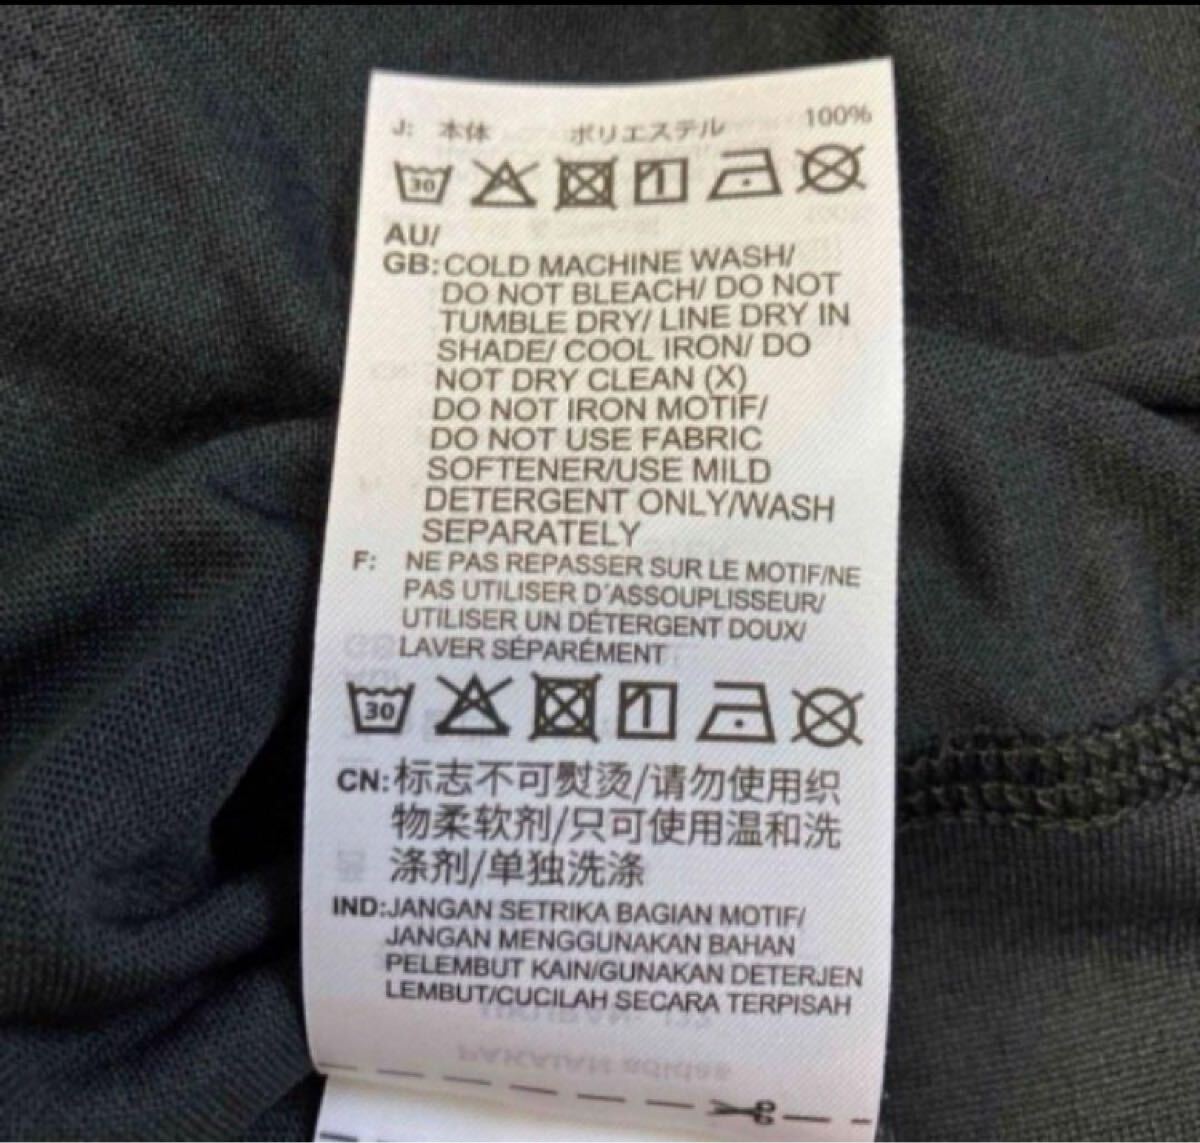 J: 本体 ポリエステル 100%
30 1
AU/
GB: COLD MACHINE WASH/
DO NOT BLEACH/ DO NOT
TUMBLE DRY/ LINE DRY IN
SHADE/ COOL IRON/ DO
NOT DRY CLEAN (X)
DO NOT IRON MOTIF/
DO NOT USE FABRIC
SOFTENER/USE MILD
DETERGENT ONLY/WASH
SEPARATELY
F: NE PAS REPASSER SUR LE MOTIF/NE
PAS UTILISER D'ASSOUPLISSEUR/
UTILISER UN DÉTERGENT DOUX/
LAVER SÉPARÉMENT
30 1
CN:标志不可熨烫/请勿使用织
物柔软剂/只可使用温和洗
涤剂/单独洗涤
IND:JANGAN SETRIKA BAGIAN MOTIF/
JANGAN MENGGUNAKAN BAHAN
PELEMBUT KAIN/GUNAKAN DETERJEN
LEMBUT/CUCILAH SECARA TERPISAH
PAKAIAN adidas